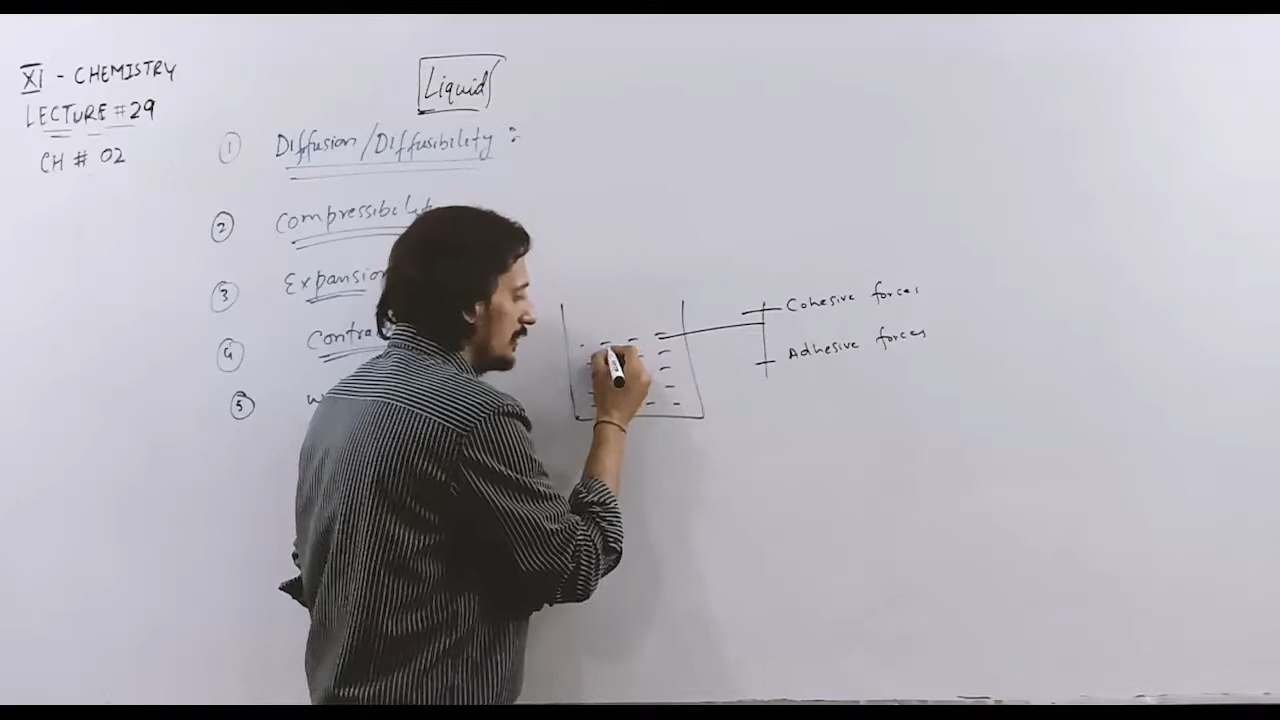 XI - CHEMISTRY
LECTURE #29
CH # 02
Liquid
① Diffusion/Diffusibility :
②
③ Expansion
④
⑤
Cohesive forces
Adhesive forces